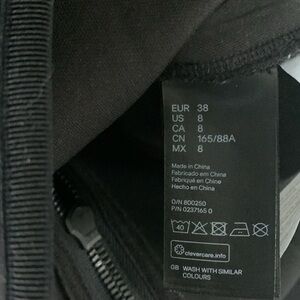 EUR 38
US 8
CA 8
CN 165/88A
MX 8
Made in China
Fabricado em China
Fabriqué en Chine
Hecho en China
O/N 800250
P/N 0237165 0
40
clevercare.info
GB WASH WITH SIMILAR
COLOURS